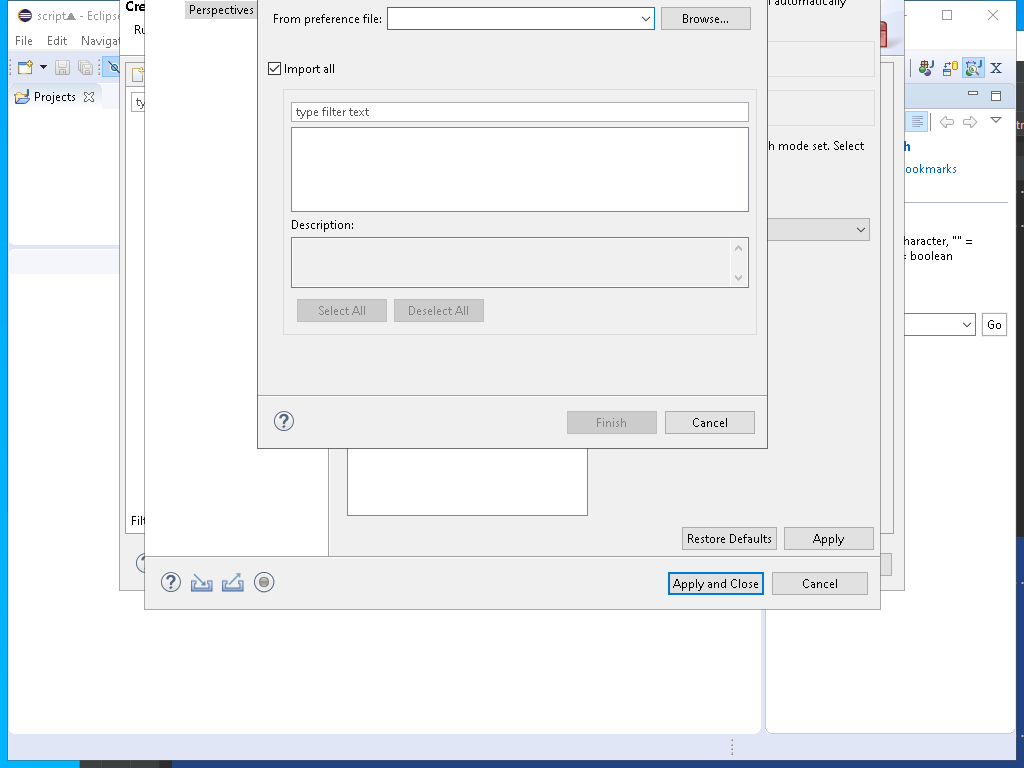 script▲ - Eclipse
File Edit Navigat
Projects
Cre
Ru
ty
Filt
Perspectives
From preference file:
Browse...
Import all
type filter text
Description:
Select All
Deselect All
Finish
Cancel
automatically
h mode set. Select
Restore Defaults
Apply
Apply and Close
Cancel
X
h
ookmarks
haracter, "" =
= boolean
Go